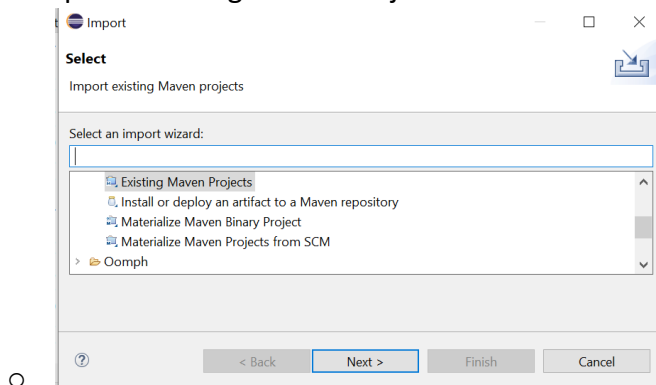 Import
Select
Import existing Maven projects
Select an import wizard:
Existing Maven Projects
Install or deploy an artifact to a Maven repository
Materialize Maven Binary Project
Materialize Maven Projects from SCM
> Oomph
?
< Back Next > Finish Cancel